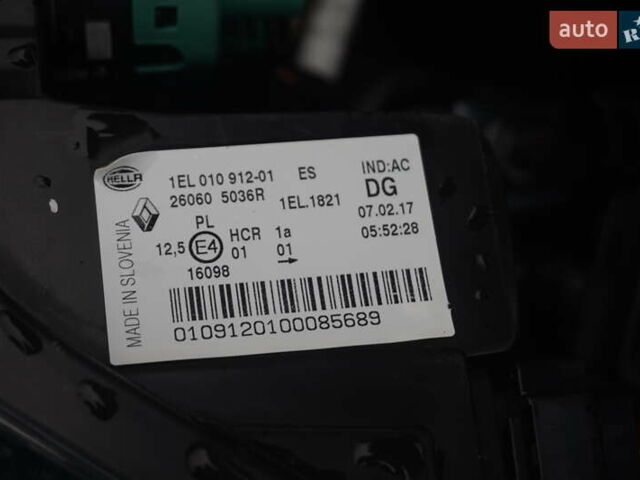 auto
HELLA
1EL 010 912-01 ES IND:AC
26060 5036R 1EL.1821 DG
07.02.17
PL HCR 1a 05:52:28
12,5 E4 01 01
16098
MADE IN SLOVENIA
0109120100085689